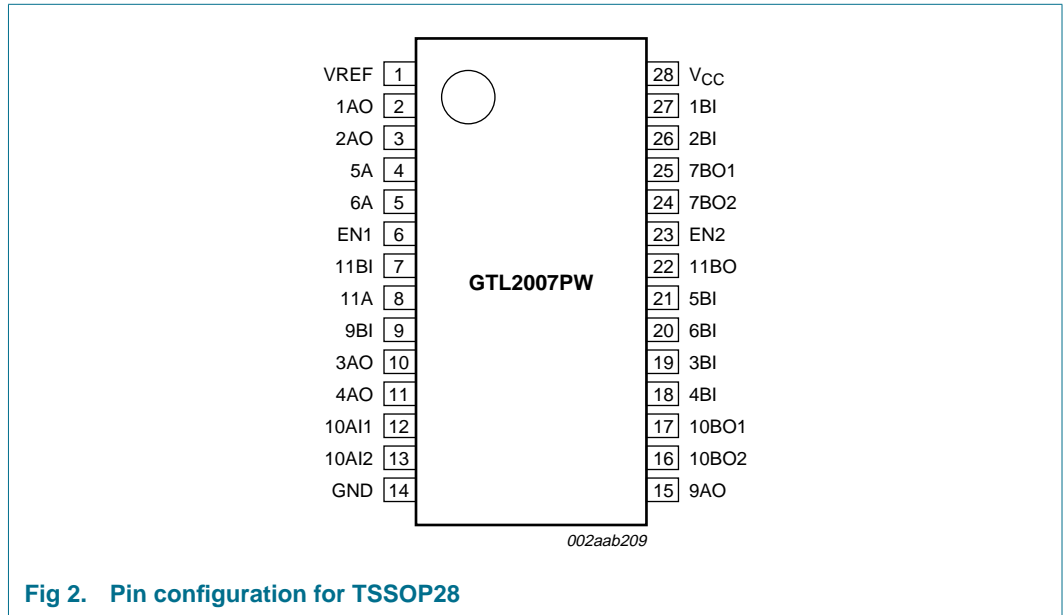 VREF 1 28 VCC
1AO 2 27 1BI
2AO 3 26 2BI
5A 4 25 7BO1
6A 5 24 7BO2
EN1 6 23 EN2
11BI 7 22 11BO
GTL2007PW
11A 8 21 5BI
9BI 9 20 6BI
3AO 10 19 3BI
4AO 11 18 4BI
10AI1 12 17 10BO1
10AI2 13 16 10BO2
GND 14 15 9AO
002aab209
Fig 2. Pin configuration for TSSOP28